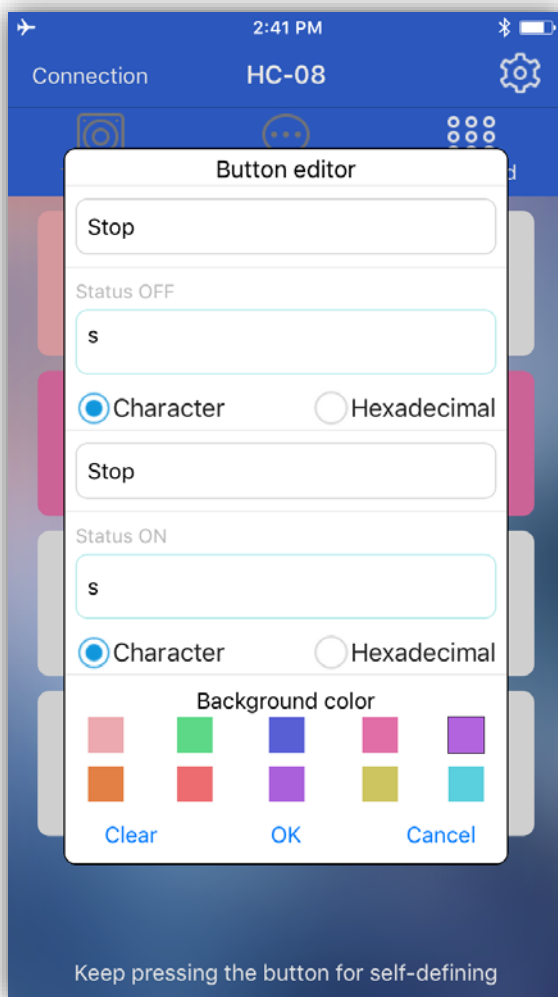 2:41 PM
Connection HC-08
Button editor
Stop
Status OFF
s
Character Hexadecimal
Stop
Status ON
s
Character Hexadecimal
Background color
Clear OK Cancel
Keep pressing the button for self-defining